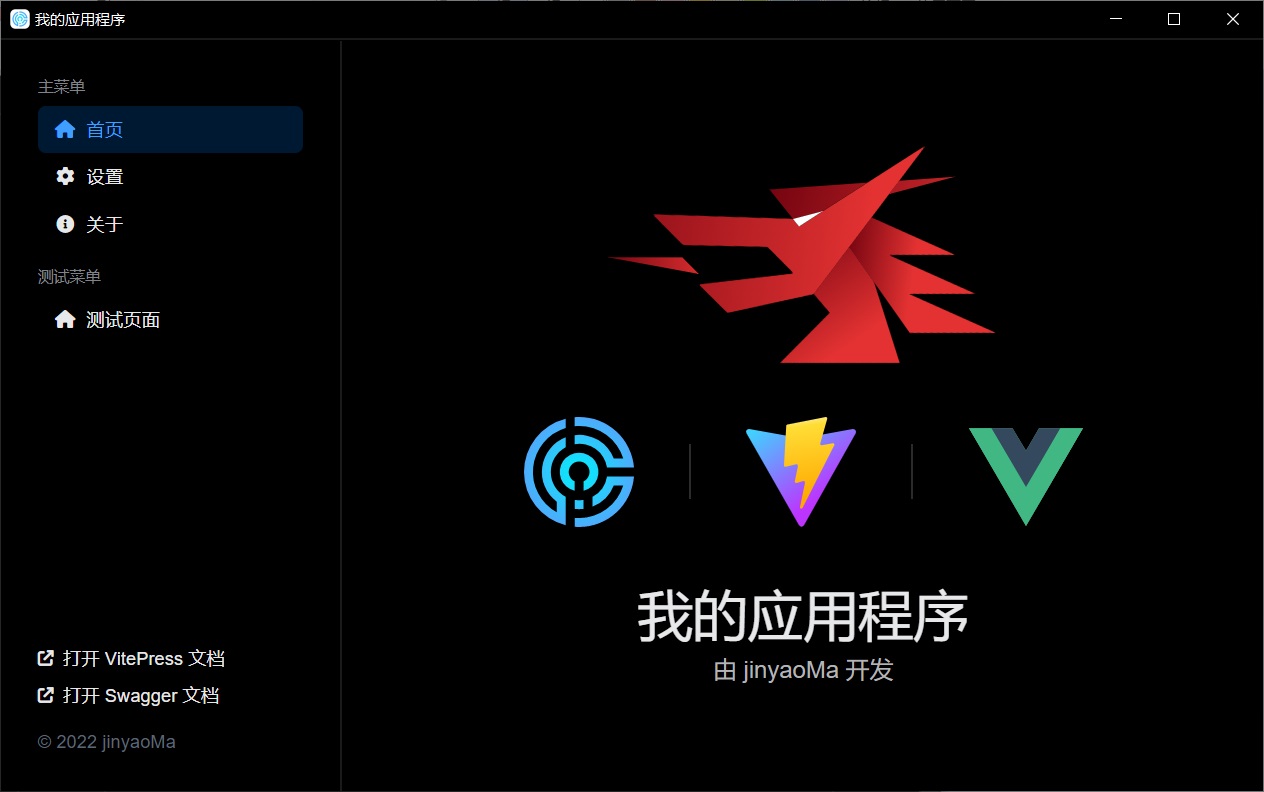 我的应用程序
主菜单
首页
设置
关于
测试菜单
测试页面
打开 VitePress 文档
打开 Swagger 文档
© 2022 jinyaoMa
我的应用程序
由 jinyaoMa 开发